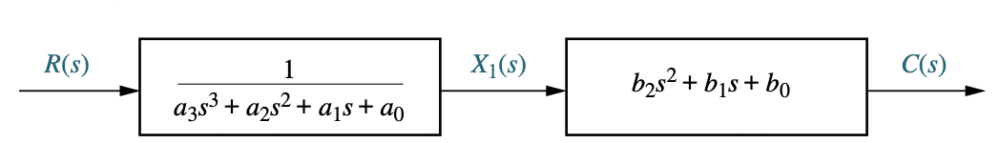 R(s)
1
a₃s³ + a₂s² + a₁s + a₀
X₁(s)
b₂s² + b₁s + b₀
C(s)